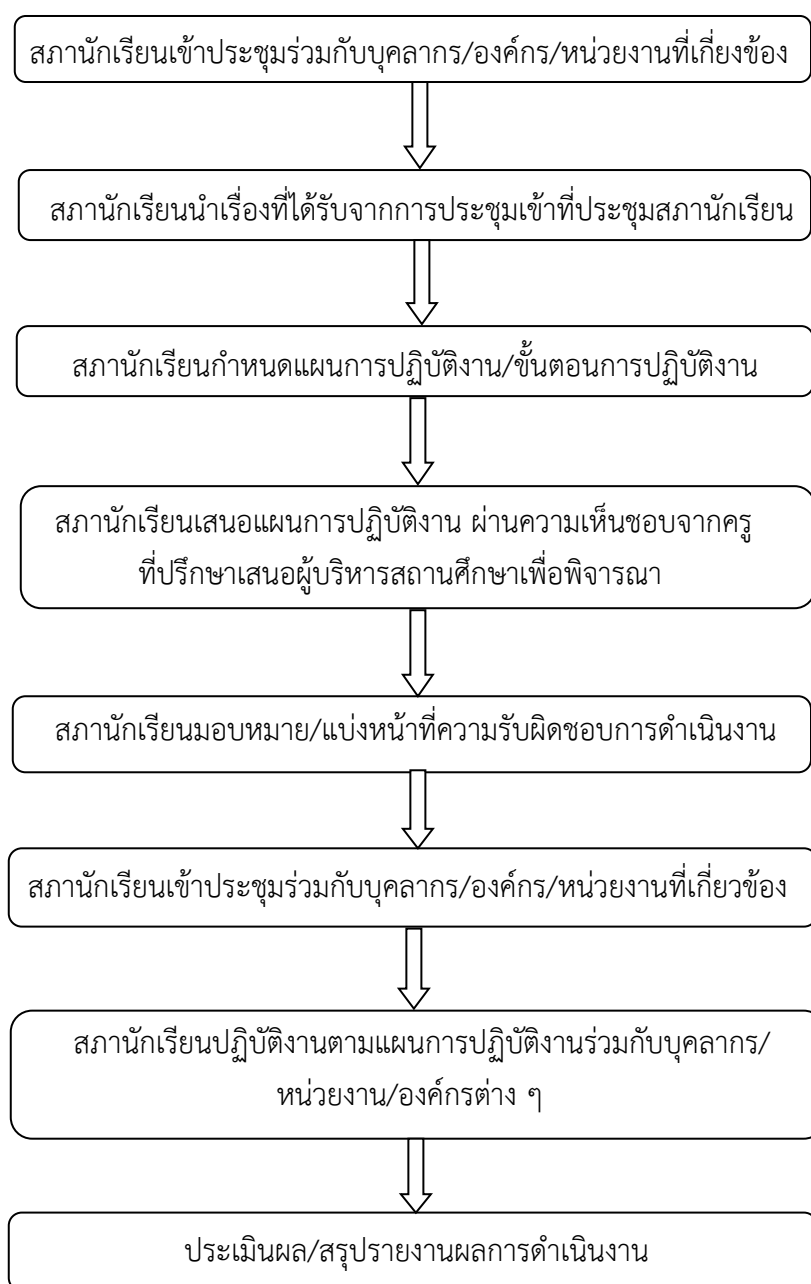 สภานักเรียนเข้าประชุมร่วมกับบุคลากร/องค์กร/หน่วยงานที่เกี่ยงข้อง
สภานักเรียนนำเรื่องที่ได้รับจากการประชุมเข้าที่ประชุมสภานักเรียน
สภานักเรียนกำหนดแผนการปฏิบัติงาน/ขั้นตอนการปฏิบัติงาน
สภานักเรียนเสนอแผนการปฏิบัติงาน ผ่านความเห็นชอบจากครู
ที่ปรึกษาเสนอผู้บริหารสถานศึกษาเพื่อพิจารณา
สภานักเรียนมอบหมาย/แบ่งหน้าที่ความรับผิดชอบการดำเนินงาน
สภานักเรียนเข้าประชุมร่วมกับบุคลากร/องค์กร/หน่วยงานที่เกี่ยวข้อง
สภานักเรียนปฏิบัติงานตามแผนการปฏิบัติงานร่วมกับบุคลากร/
หน่วยงาน/องค์กรต่าง ๆ
ประเมินผล/สรุปรายงานผลการดำเนินงาน